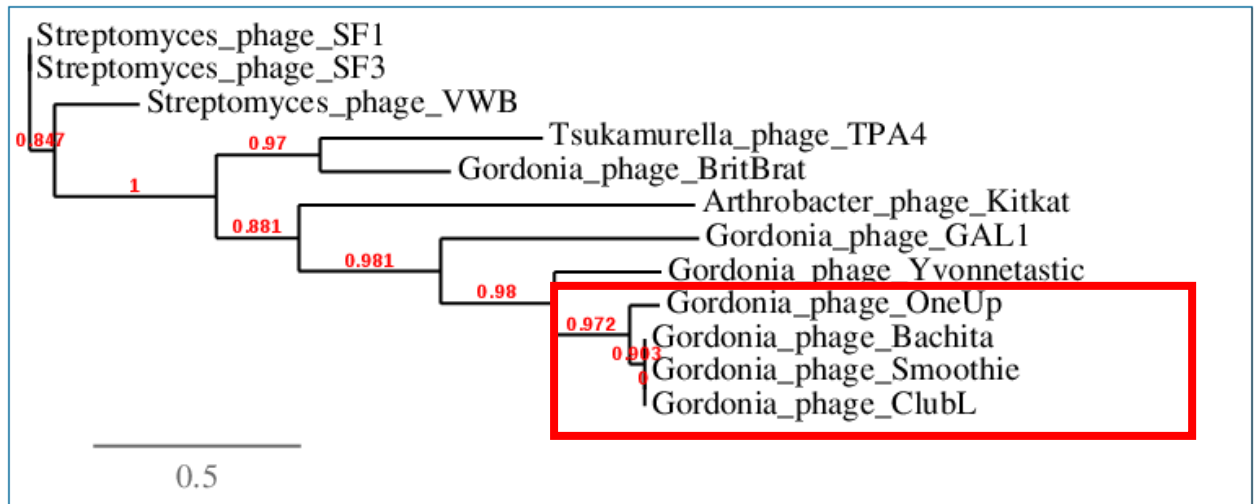 Streptomyces_phage_SF1
Streptomyces_phage_SF3
Streptomyces_phage_VWB
0.847
0.97
Tsukamurella_phage_TPA4
Gordonia_phage_BritBrat
1
Arthrobacter_phage_Kitkat
0.881
Gordonia_phage_GAL1
0.981
Gordonia_phage_Yvonnetastic
0.98
Gordonia_phage_OneUp
0.972
Gordonia_phage_Bachita
0.903
Gordonia_phage_Smoothie
0
Gordonia_phage_ClubL
0.5